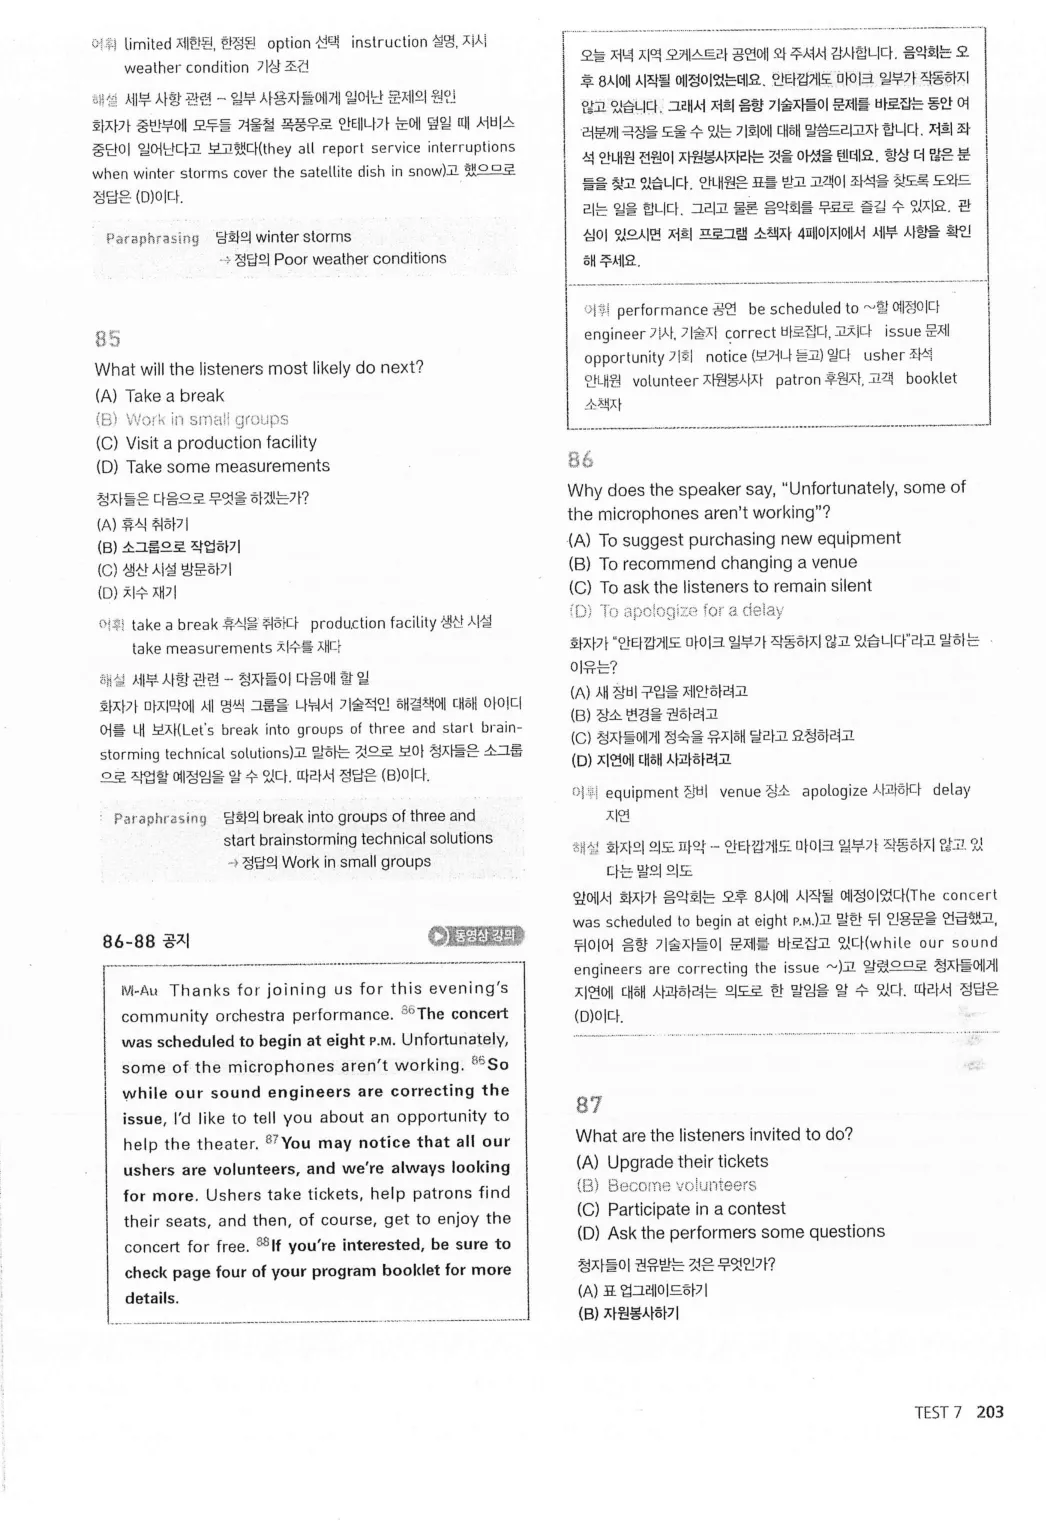 어휘 limited 제한된, 한정된 option 선택 instruction 설명, 지시
weather condition 기상 조건
해설 세부 사항 관련 – 일부 사용자들에게 일어난 문제의 원인
화자가 중반부에 모두들 겨울철 폭풍우로 안테나가 눈에 덮일 때 서비스
중단이 일어난다고 보고했다(they all report service interruptions
when winter storms cover the satellite dish in snow)고 했으므로
정답은 (D)이다.
Paraphrasing 담화의 winter storms
→ 정답의 Poor weather conditions
85
What will the listeners most likely do next?
(A) Take a break
(B) Work in small groups
(C) Visit a production facility
(D) Take some measurements
청자들은 다음으로 무엇을 하겠는가?
(A) 휴식 취하기
(B) 소그룹으로 작업하기
(C) 생산 시설 방문하기
(D) 치수 재기
어휘 take a break 휴식을 취하다 production facility 생산 시설
take measurements 치수를 재다
해설 세부 사항 관련 – 청자들이 다음에 할 일
화자가 마지막에 세 명씩 그룹을 나눠서 기술적인 해결책에 대해 아이디
어를 내 보자(Let's break into groups of three and start brain-
storming technical solutions)고 말하는 것으로 보아 청자들은 소그룹
으로 작업할 예정임을 알 수 있다. 따라서 정답은 (B)이다.
Paraphrasing 담화의 break into groups of three and
start brainstorming technical solutions
→ 정답의 Work in small groups
86-88 공지
동영상 강의
M-Au Thanks for joining us for this evening's
community orchestra performance. 86The concert
was scheduled to begin at eight P.M. Unfortunately,
some of the microphones aren't working. 86So
while our sound engineers are correcting the
issue, I'd like to tell you about an opportunity to
help the theater. 87You may notice that all our
ushers are volunteers, and we're always looking
for more. Ushers take tickets, help patrons find
their seats, and then, of course, get to enjoy the
concert for free. 88If you're interested, be sure to
check page four of your program booklet for more
details.
오늘 저녁 지역 오케스트라 공연에 와 주셔서 감사합니다. 음악회는 오
후 8시에 시작될 예정이었는데요. 안타깝게도 마이크 일부가 작동하지
않고 있습니다. 그래서 저희 음향 기술자들이 문제를 바로잡는 동안 여
러분께 극장을 도울 수 있는 기회에 대해 말씀드리고자 합니다. 저희 좌
석 안내원 전원이 자원봉사자라는 것을 아셨을 텐데요. 항상 더 많은 분
들을 찾고 있습니다. 안내원은 표를 받고 고객이 좌석을 찾도록 도와드
리는 일을 합니다. 그리고 물론 음악회를 무료로 즐길 수 있지요. 관
심이 있으시면 저희 프로그램 소책자 4페이지에서 세부 사항을 확인
해 주세요.
어휘 performance 공연 be scheduled to ~할 예정이다
engineer 기사, 기술자 correct 바로잡다, 고치다 issue 문제
opportunity 기회 notice (보거나 듣고) 알다 usher 좌석
안내원 volunteer 자원봉사자 patron 후원자, 고객 booklet
소책자
86
Why does the speaker say, “Unfortunately, some of
the microphones aren't working”?
(A) To suggest purchasing new equipment
(B) To recommend changing a venue
(C) To ask the listeners to remain silent
(D) To apologize for a delay
화자가 “안타깝게도 마이크 일부가 작동하지 않고 있습니다”라고 말하는
이유는?
(A) 새 장비 구입을 제안하려고
(B) 장소 변경을 권하려고
(C) 청자들에게 정숙을 유지해 달라고 요청하려고
(D) 지연에 대해 사과하려고
어휘 equipment 장비 venue 장소 apologize 사과하다 delay
지연
해설 화자의 의도 파악 – 안타깝게도 마이크 일부가 작동하지 않고 있
다는 말의 의도
앞에서 화자가 음악회는 오후 8시에 시작될 예정이었다(The concert
was scheduled to begin at eight P.M.)고 말한 뒤 인용문을 언급했고,
뒤이어 음향 기술자들이 문제를 바로잡고 있다(while our sound
engineers are correcting the issue ~)고 알렸으므로 청자들에게
지연에 대해 사과하려는 의도로 한 말임을 알 수 있다. 따라서 정답은
(D)이다.
87
What are the listeners invited to do?
(A) Upgrade their tickets
(B) Become volunteers
(C) Participate in a contest
(D) Ask the performers some questions
청자들이 권유받는 것은 무엇인가?
(A) 표 업그레이드하기
(B) 자원봉사하기
TEST 7 203